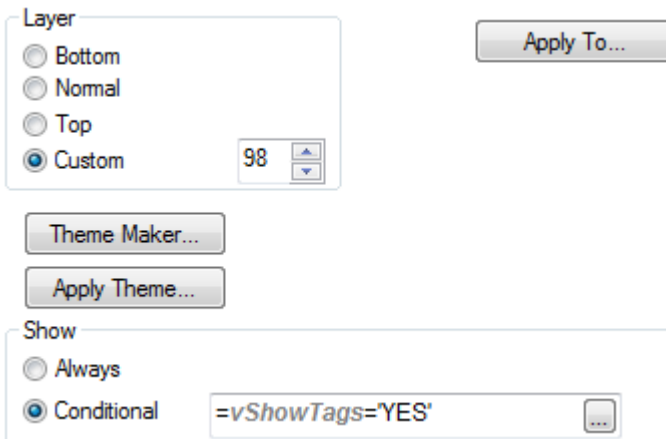 Layer
Apply To...
Bottom
Normal
Top
Custom 98
Theme Maker...
Apply Theme...
Show
Always
Conditional =vShowTags='YES' ...